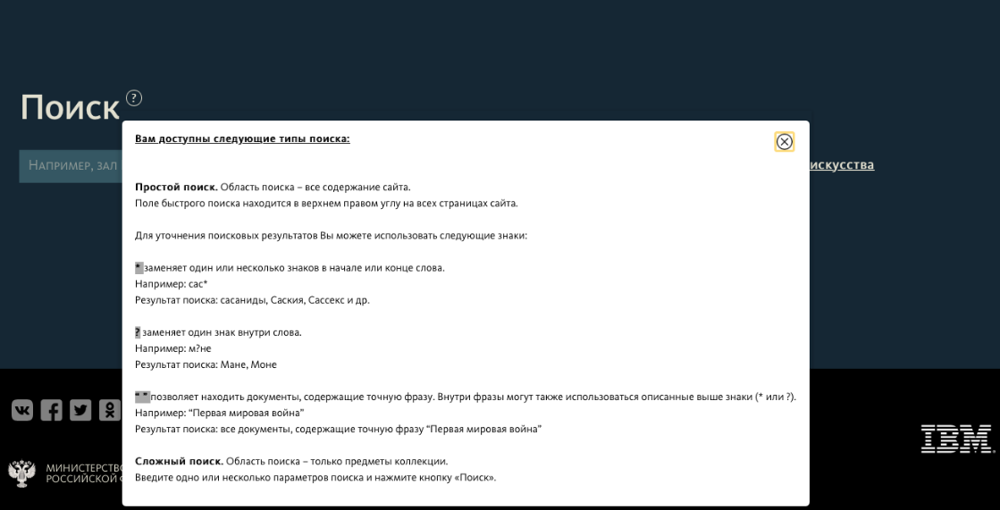 Поиск ?
Вам доступны следующие типы поиска:
Например, зал
искусства
Простой поиск. Область поиска – все содержание сайта.
Поле быстрого поиска находится в верхнем правом углу на всех страницах сайта.
Для уточнения поисковых результатов Вы можете использовать следующие знаки:
* заменяет один или несколько знаков в начале или конце слова.
Например: сас*
Результат поиска: сасаниды, Саския, Сассекс и др.
? заменяет один знак внутри слова.
Например: м?не
Результат поиска: Мане, Моне
“ ” позволяет находить документы, содержащие точную фразу. Внутри фразы могут также использоваться описанные выше знаки (* или ?).
Например: “Первая мировая война”
Результат поиска: все документы, содержащие точную фразу “Первая мировая война”
Сложный поиск. Область поиска – только предметы коллекции.
Введите одно или несколько параметров поиска и нажмите кнопку «Поиск».
IBM
МИНИСТЕРСТВО
РОССИЙСКОЙ